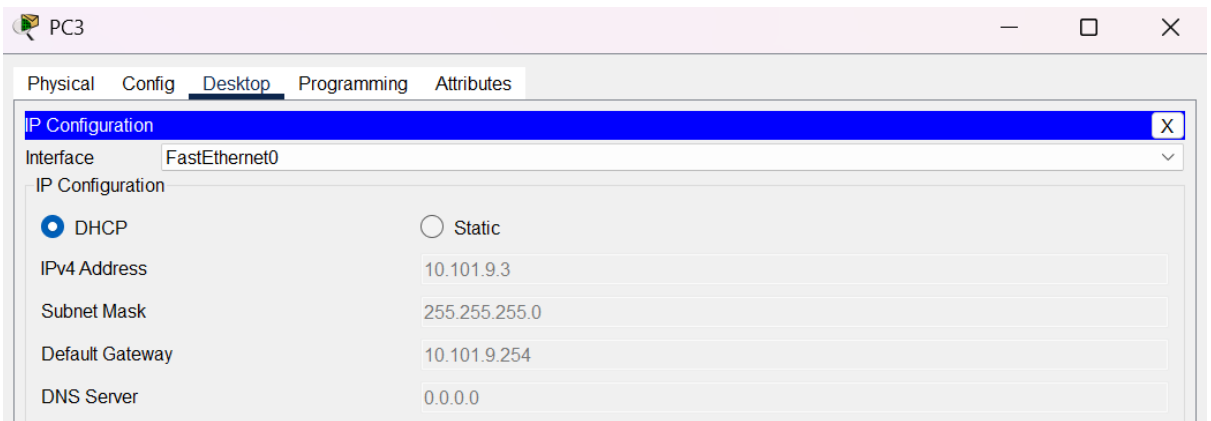 PC3
Physical Config Desktop Programming Attributes
IP Configuration X
Interface FastEthernet0
IP Configuration
DHCP Static
IPv4 Address 10.101.9.3
Subnet Mask 255.255.255.0
Default Gateway 10.101.9.254
DNS Server 0.0.0.0